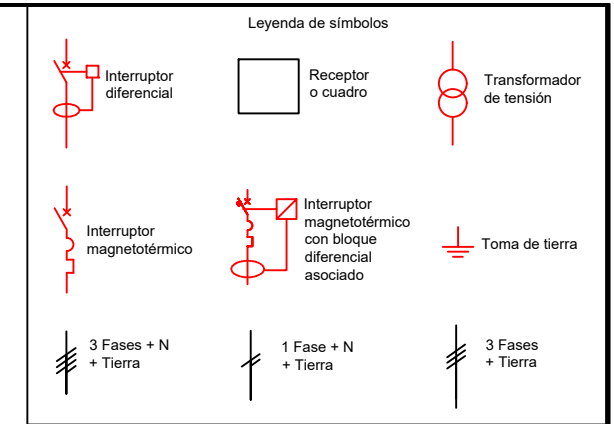 Leyenda de símbolos
Interruptor
diferencial
Receptor
o cuadro
Transformador
de tensión
Interruptor
magnetotérmico
Interruptor
magnetotérmico
con bloque
diferencial
asociado
Toma de tierra
3 Fases + N
+ Tierra
1 Fase + N
+ Tierra
3 Fases
+ Tierra